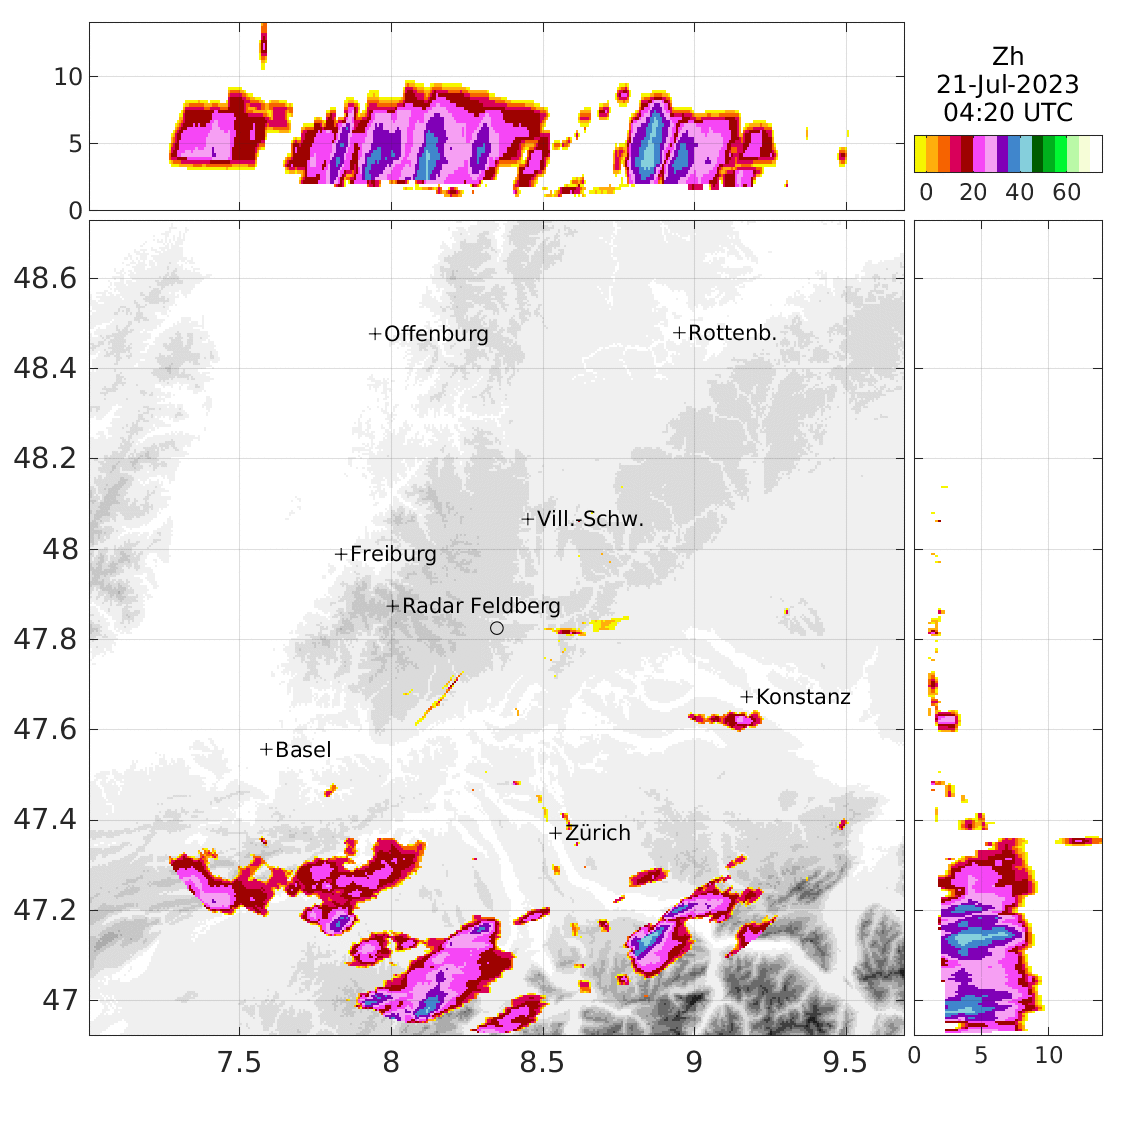 10
5
0
Zh
21-Jul-2023
04:20 UTC
0 20 40 60
48.6
48.4
48.2
48
47.8
47.6
47.4
47.2
47
+Offenburg
+Rottenb.
+Vill.-Schw.
+Freiburg
+Radar Feldberg
+Konstanz
+Basel
+Zürich
7.5 8 8.5 9 9.5
0 5 10